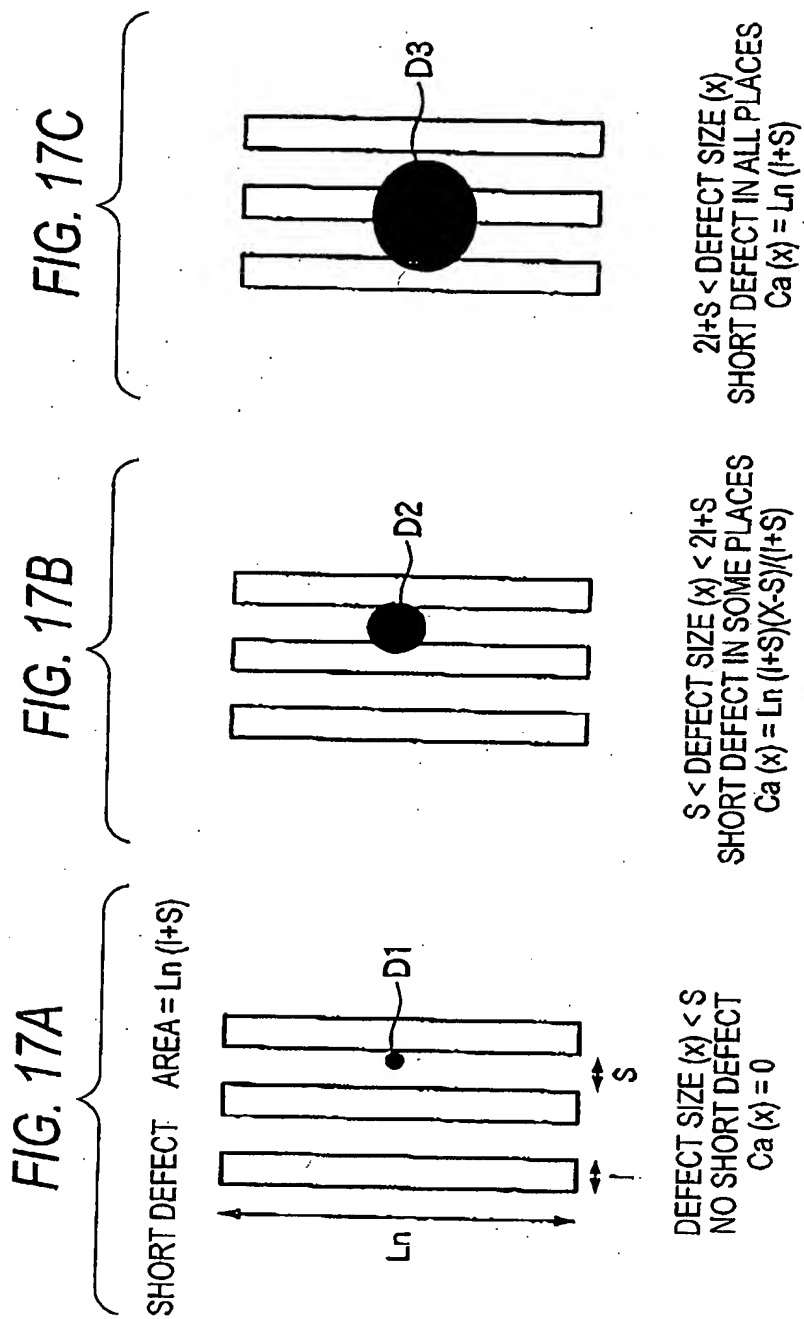 FIG. 17A
SHORT DEFECT AREA = Ln (l+S)
D1
Ln
l
S
DEFECT SIZE (x) < S
NO SHORT DEFECT
Ca (x) = 0
FIG. 17B
D2
S < DEFECT SIZE (x) < 2l+S
SHORT DEFECT IN SOME PLACES
Ca (x) = Ln (l+S)(X-S)/(l+S)
FIG. 17C
D3
2l+S < DEFECT SIZE (x)
SHORT DEFECT IN ALL PLACES
Ca (x) = Ln (l+S)